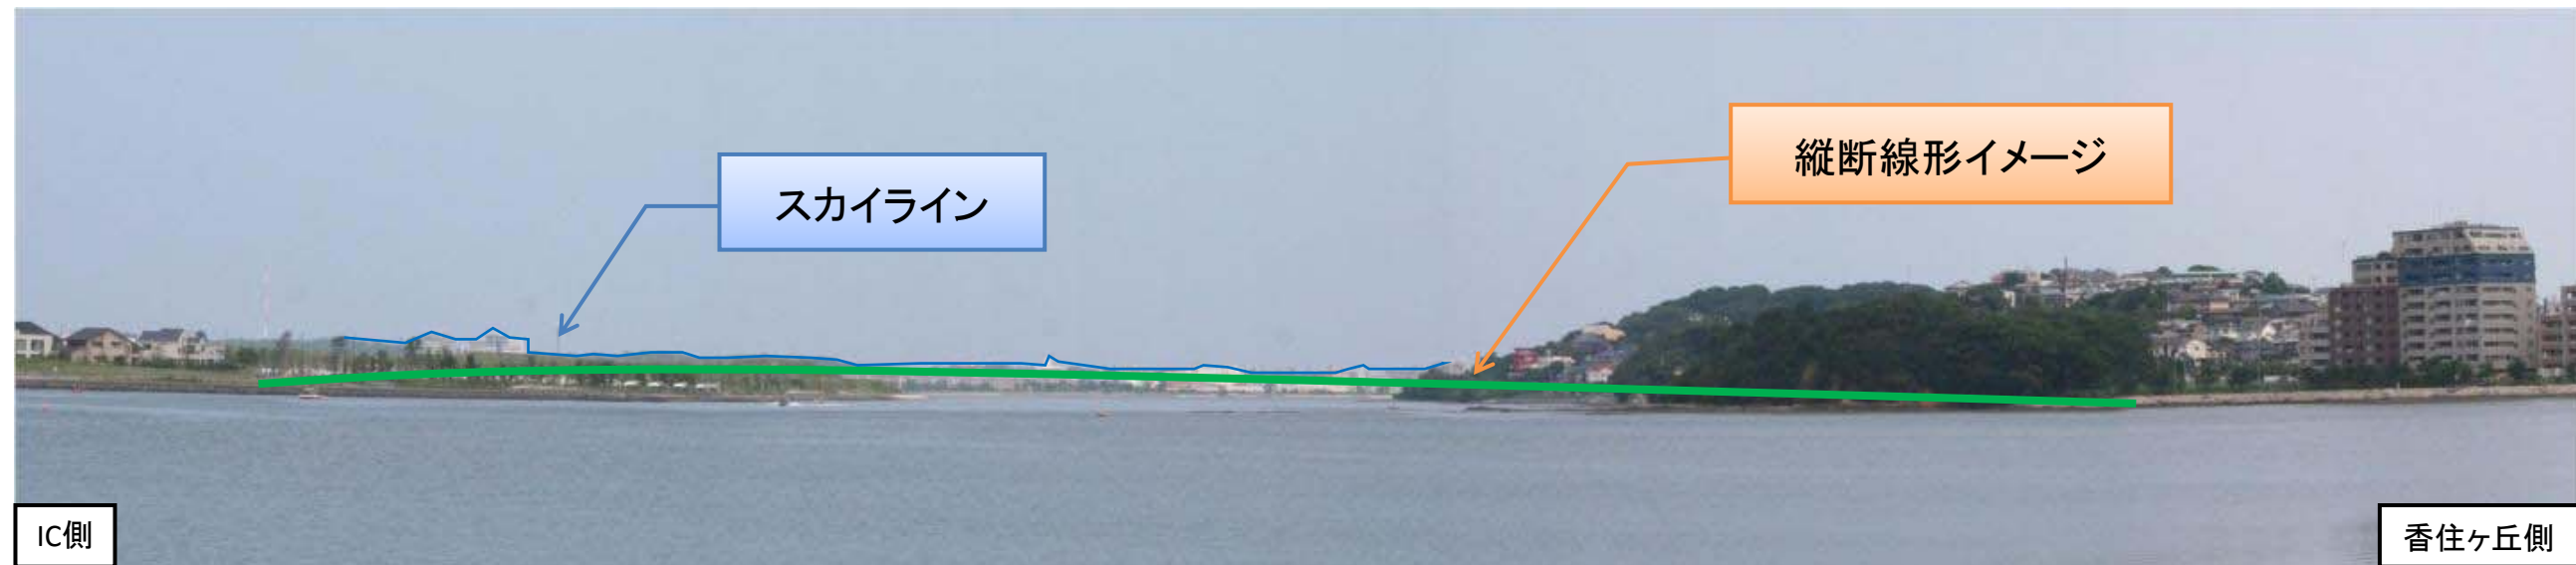 スカイライン
縦断線形イメージ
IC側
香住ヶ丘側